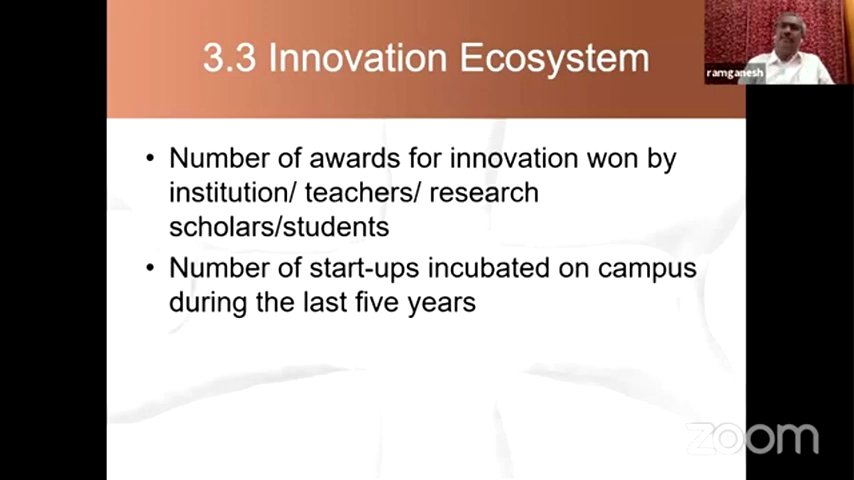 3.3 Innovation Ecosystem
ramganesh
• Number of awards for innovation won by
institution/ teachers/ research
scholars/students
• Number of start-ups incubated on campus
during the last five years
zoom